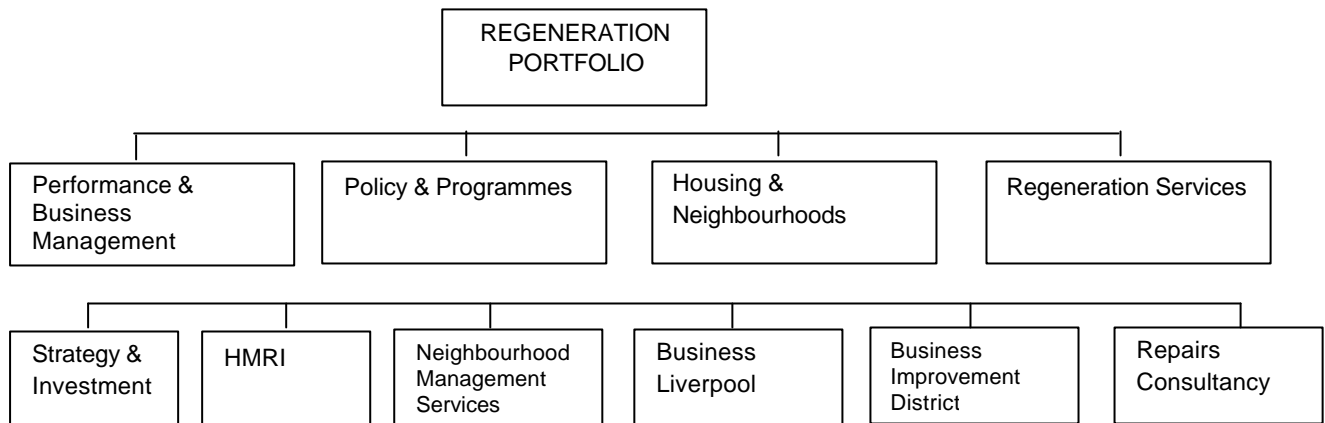 REGENERATION
PORTFOLIO
Performance &
Business
Management
Policy & Programmes
Housing &
Neighbourhoods
Regeneration Services
Strategy &
Investment
HMRI
Neighbourhood
Management
Services
Business
Liverpool
Business
Improvement
District
Repairs
Consultancy